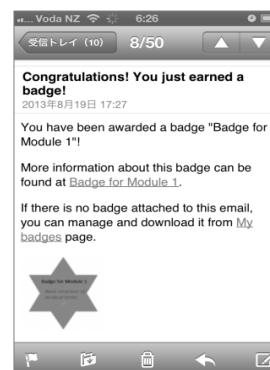 Voda NZ 6:26
受信トレイ (10) 8/50
Congratulations! You just earned a
badge!
2013年8月19日 17:27
You have been awarded a badge "Badge for
Module 1"!
More information about this badge can be
found at Badge for Module 1.
If there is no badge attached to this email,
you can manage and download it from My
badges page.
Badge for Module 1